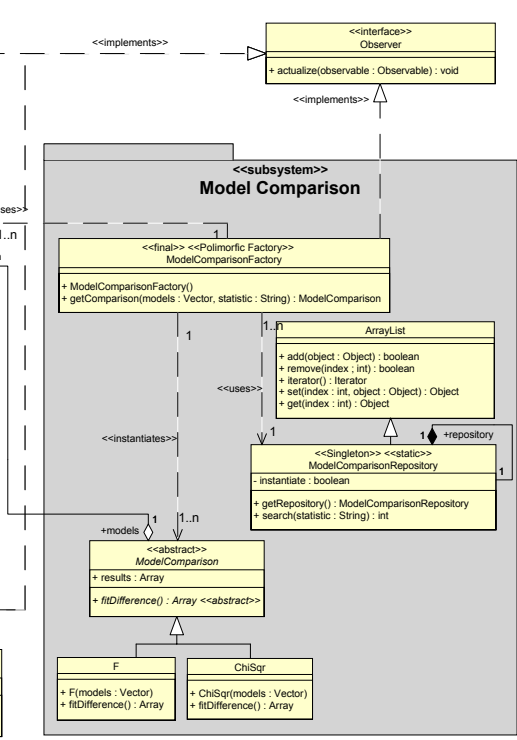 <<implements>>
<<interface>>
Observer
+ actualize(observable : Observable) : void
<<implements>>
<<subsystem>>
Model Comparison
ses>>
1..n
1
<<final>> <<Polimorfic Factory>>
ModelComparisonFactory
+ ModelComparisonFactory()
+ getComparison(models : Vector, statistic : String) : ModelComparison
1
1..n
ArrayList
+ add(object : Object) : boolean
+ remove(index ; int) : boolean
+ iterator() : Iterator
+ set(index : int, object : Object) : Object
+ get(index : int) : Object
<<uses>>
1
1
+repository
<<instantiates>>
<<Singleton>> <<static>>
ModelComparisonRepository
- instantiate : boolean
+ getRepository() : ModelComparisonRepository
+ search(statistic : String) : int
1
+models
1
1..n
<<abstract>>
ModelComparison
+ results : Array
+ fitDifference() : Array <<abstract>>
F
+ F(models : Vector)
+ fitDifference() : Array
ChiSqr
+ ChiSqr(models : Vector)
+ fitDifference() : Array